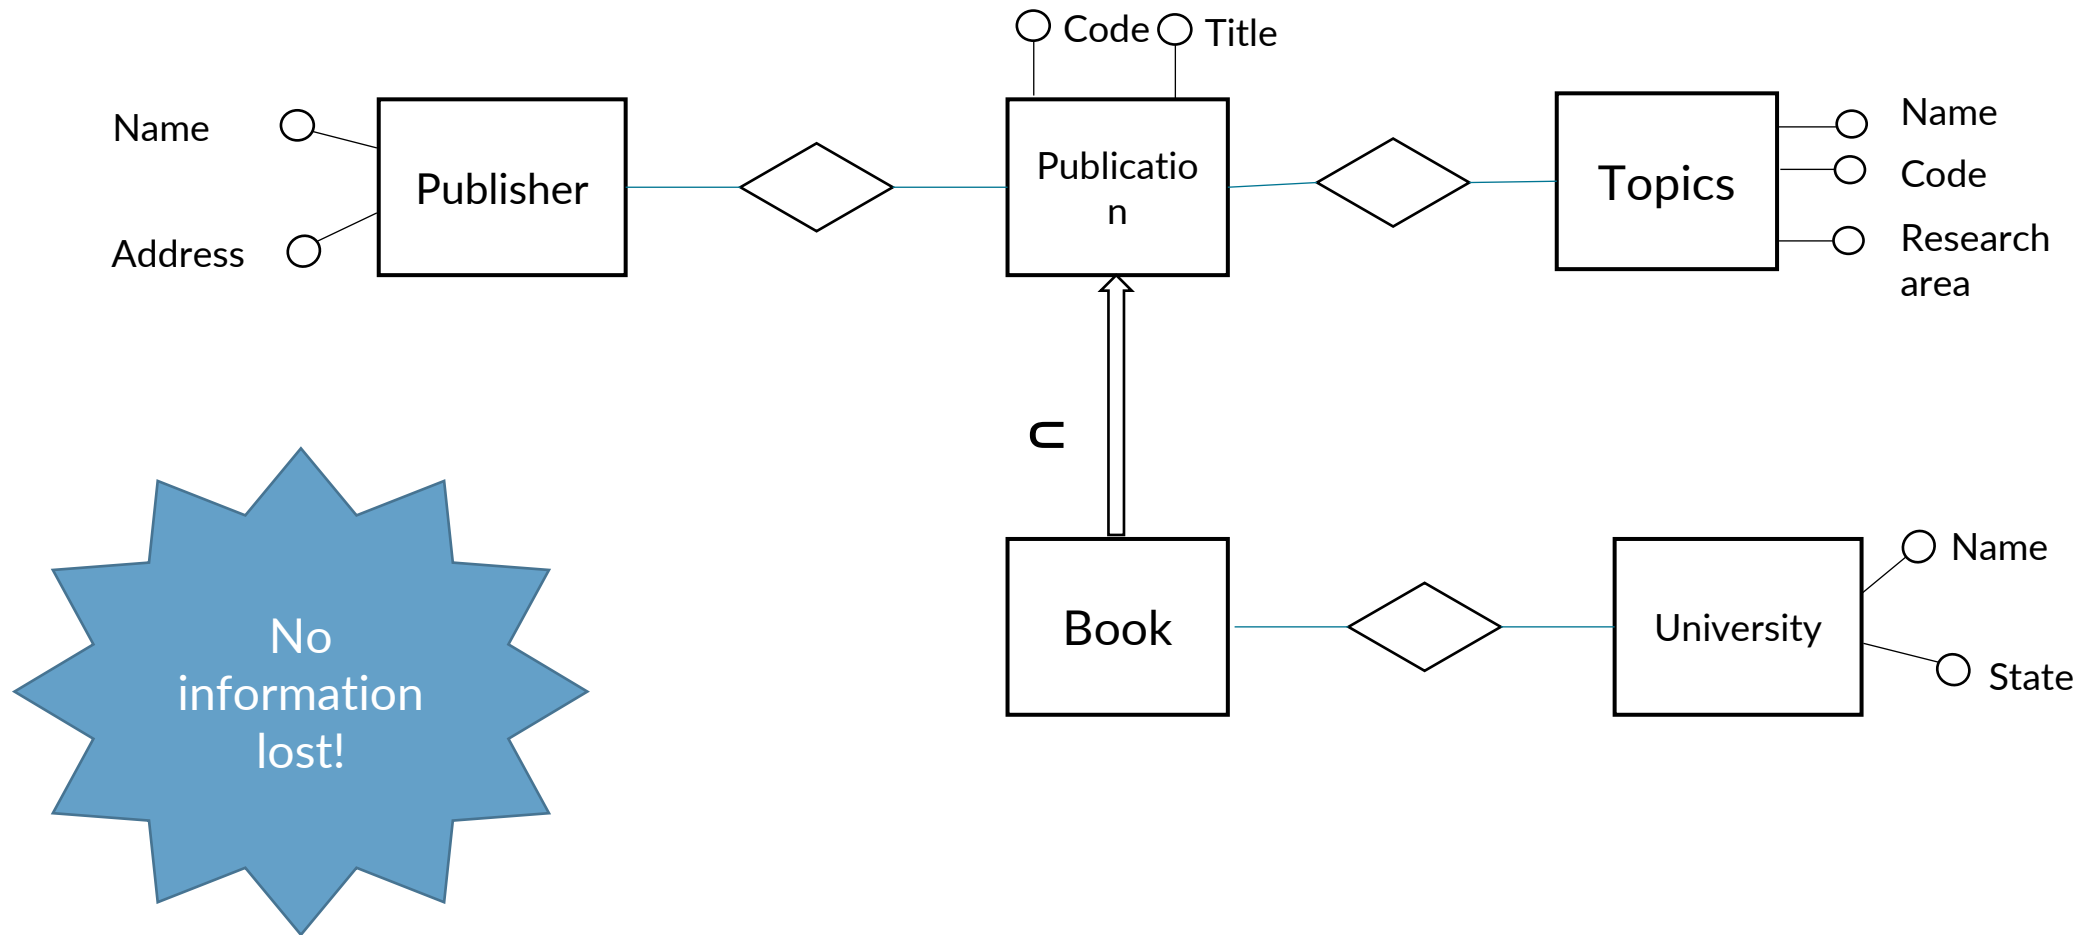 Code
Title
Name
Address
Publisher
Publicatio
n
Topics
Name
Code
Research
area
⊂
Book
University
Name
State
No
information
lost!